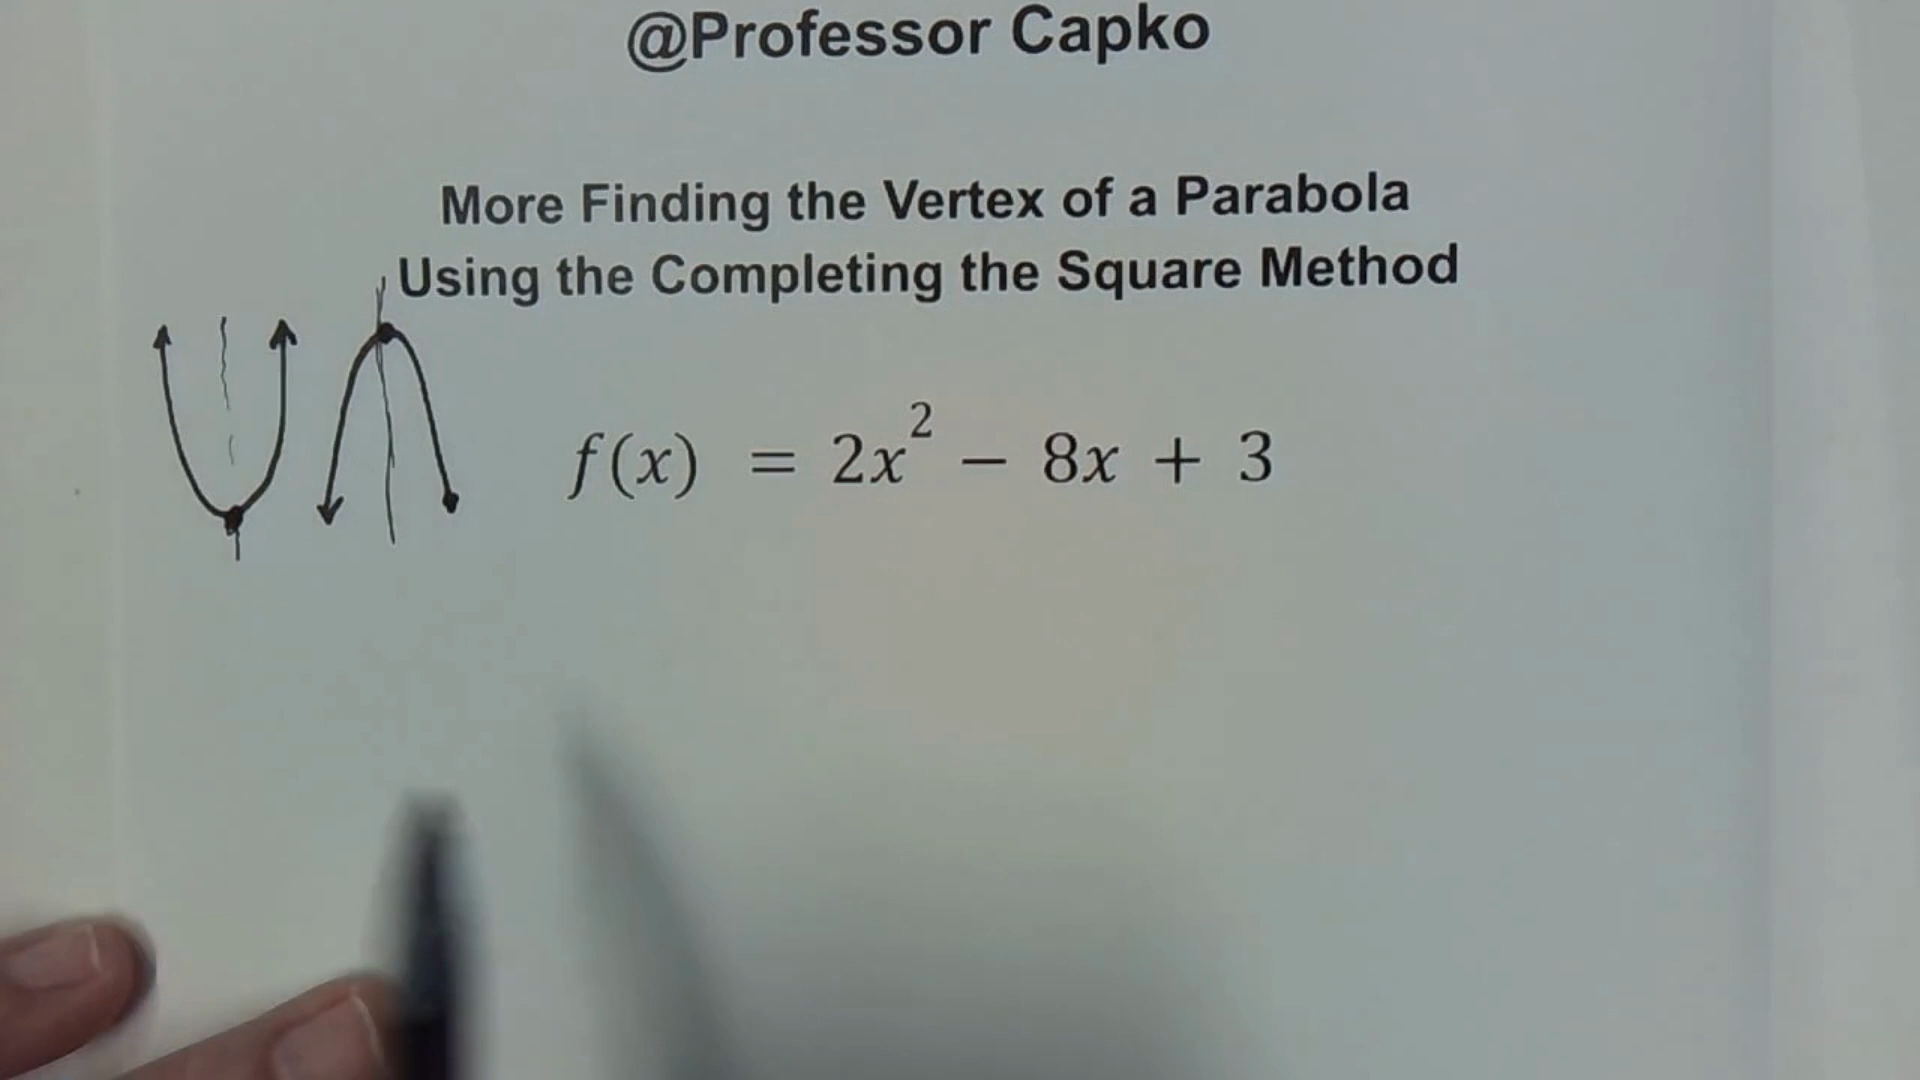 @Professor Capko
More Finding the Vertex of a Parabola
Using the Completing the Square Method
f(x) = 2x² − 8x + 3